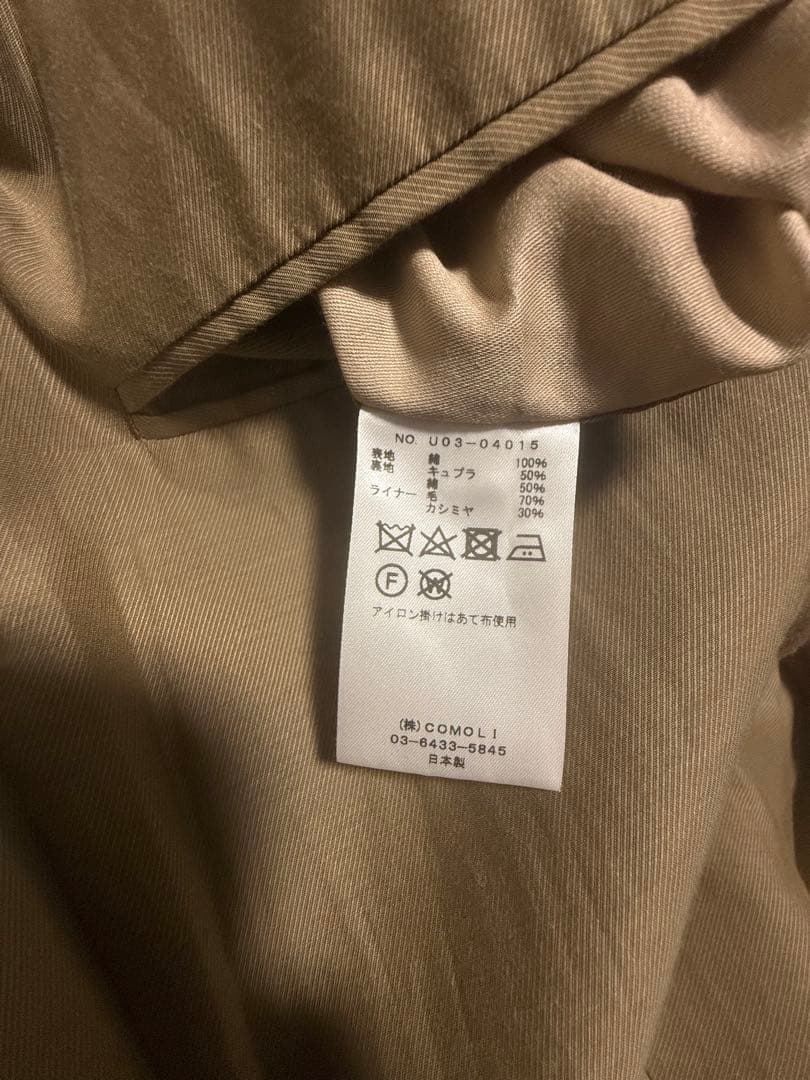 NO. U03-04015
表地 綿 100%
裏地 キュプラ 50%
綿 50%
ライナー 毛 70%
カシミヤ 30%
F W
アイロン掛けはあて布使用
(株)COMOLI
03-6433-5845
日本製